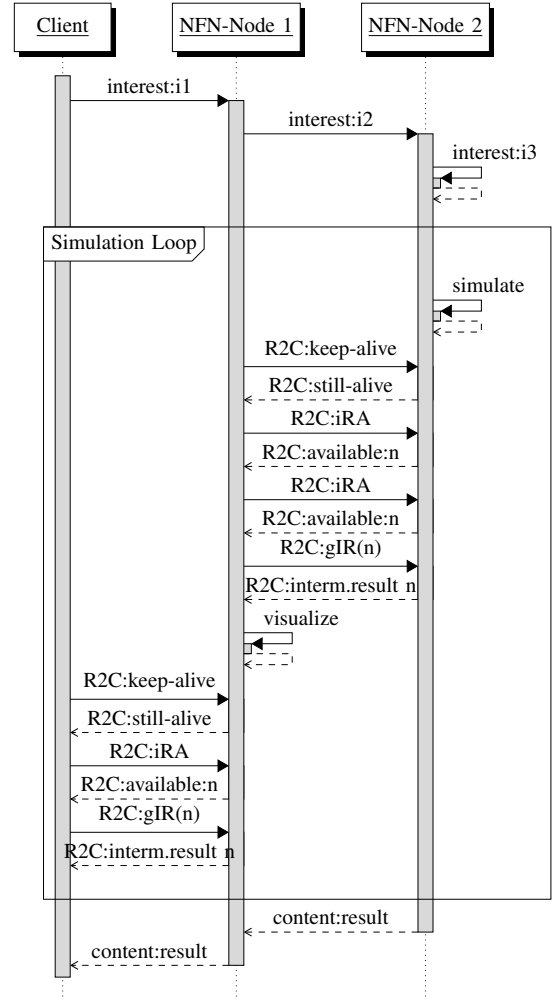 Client
NFN-Node 1
NFN-Node 2
interest:i1
interest:i2
interest:i3
Simulation Loop
simulate
R2C:keep-alive
R2C:still-alive
R2C:iRA
R2C:available:n
R2C:iRA
R2C:available:n
R2C:gIR(n)
R2C:interm.result n
visualize
R2C:keep-alive
R2C:still-alive
R2C:iRA
R2C:available:n
R2C:gIR(n)
R2C:interm.result n
content:result
content:result